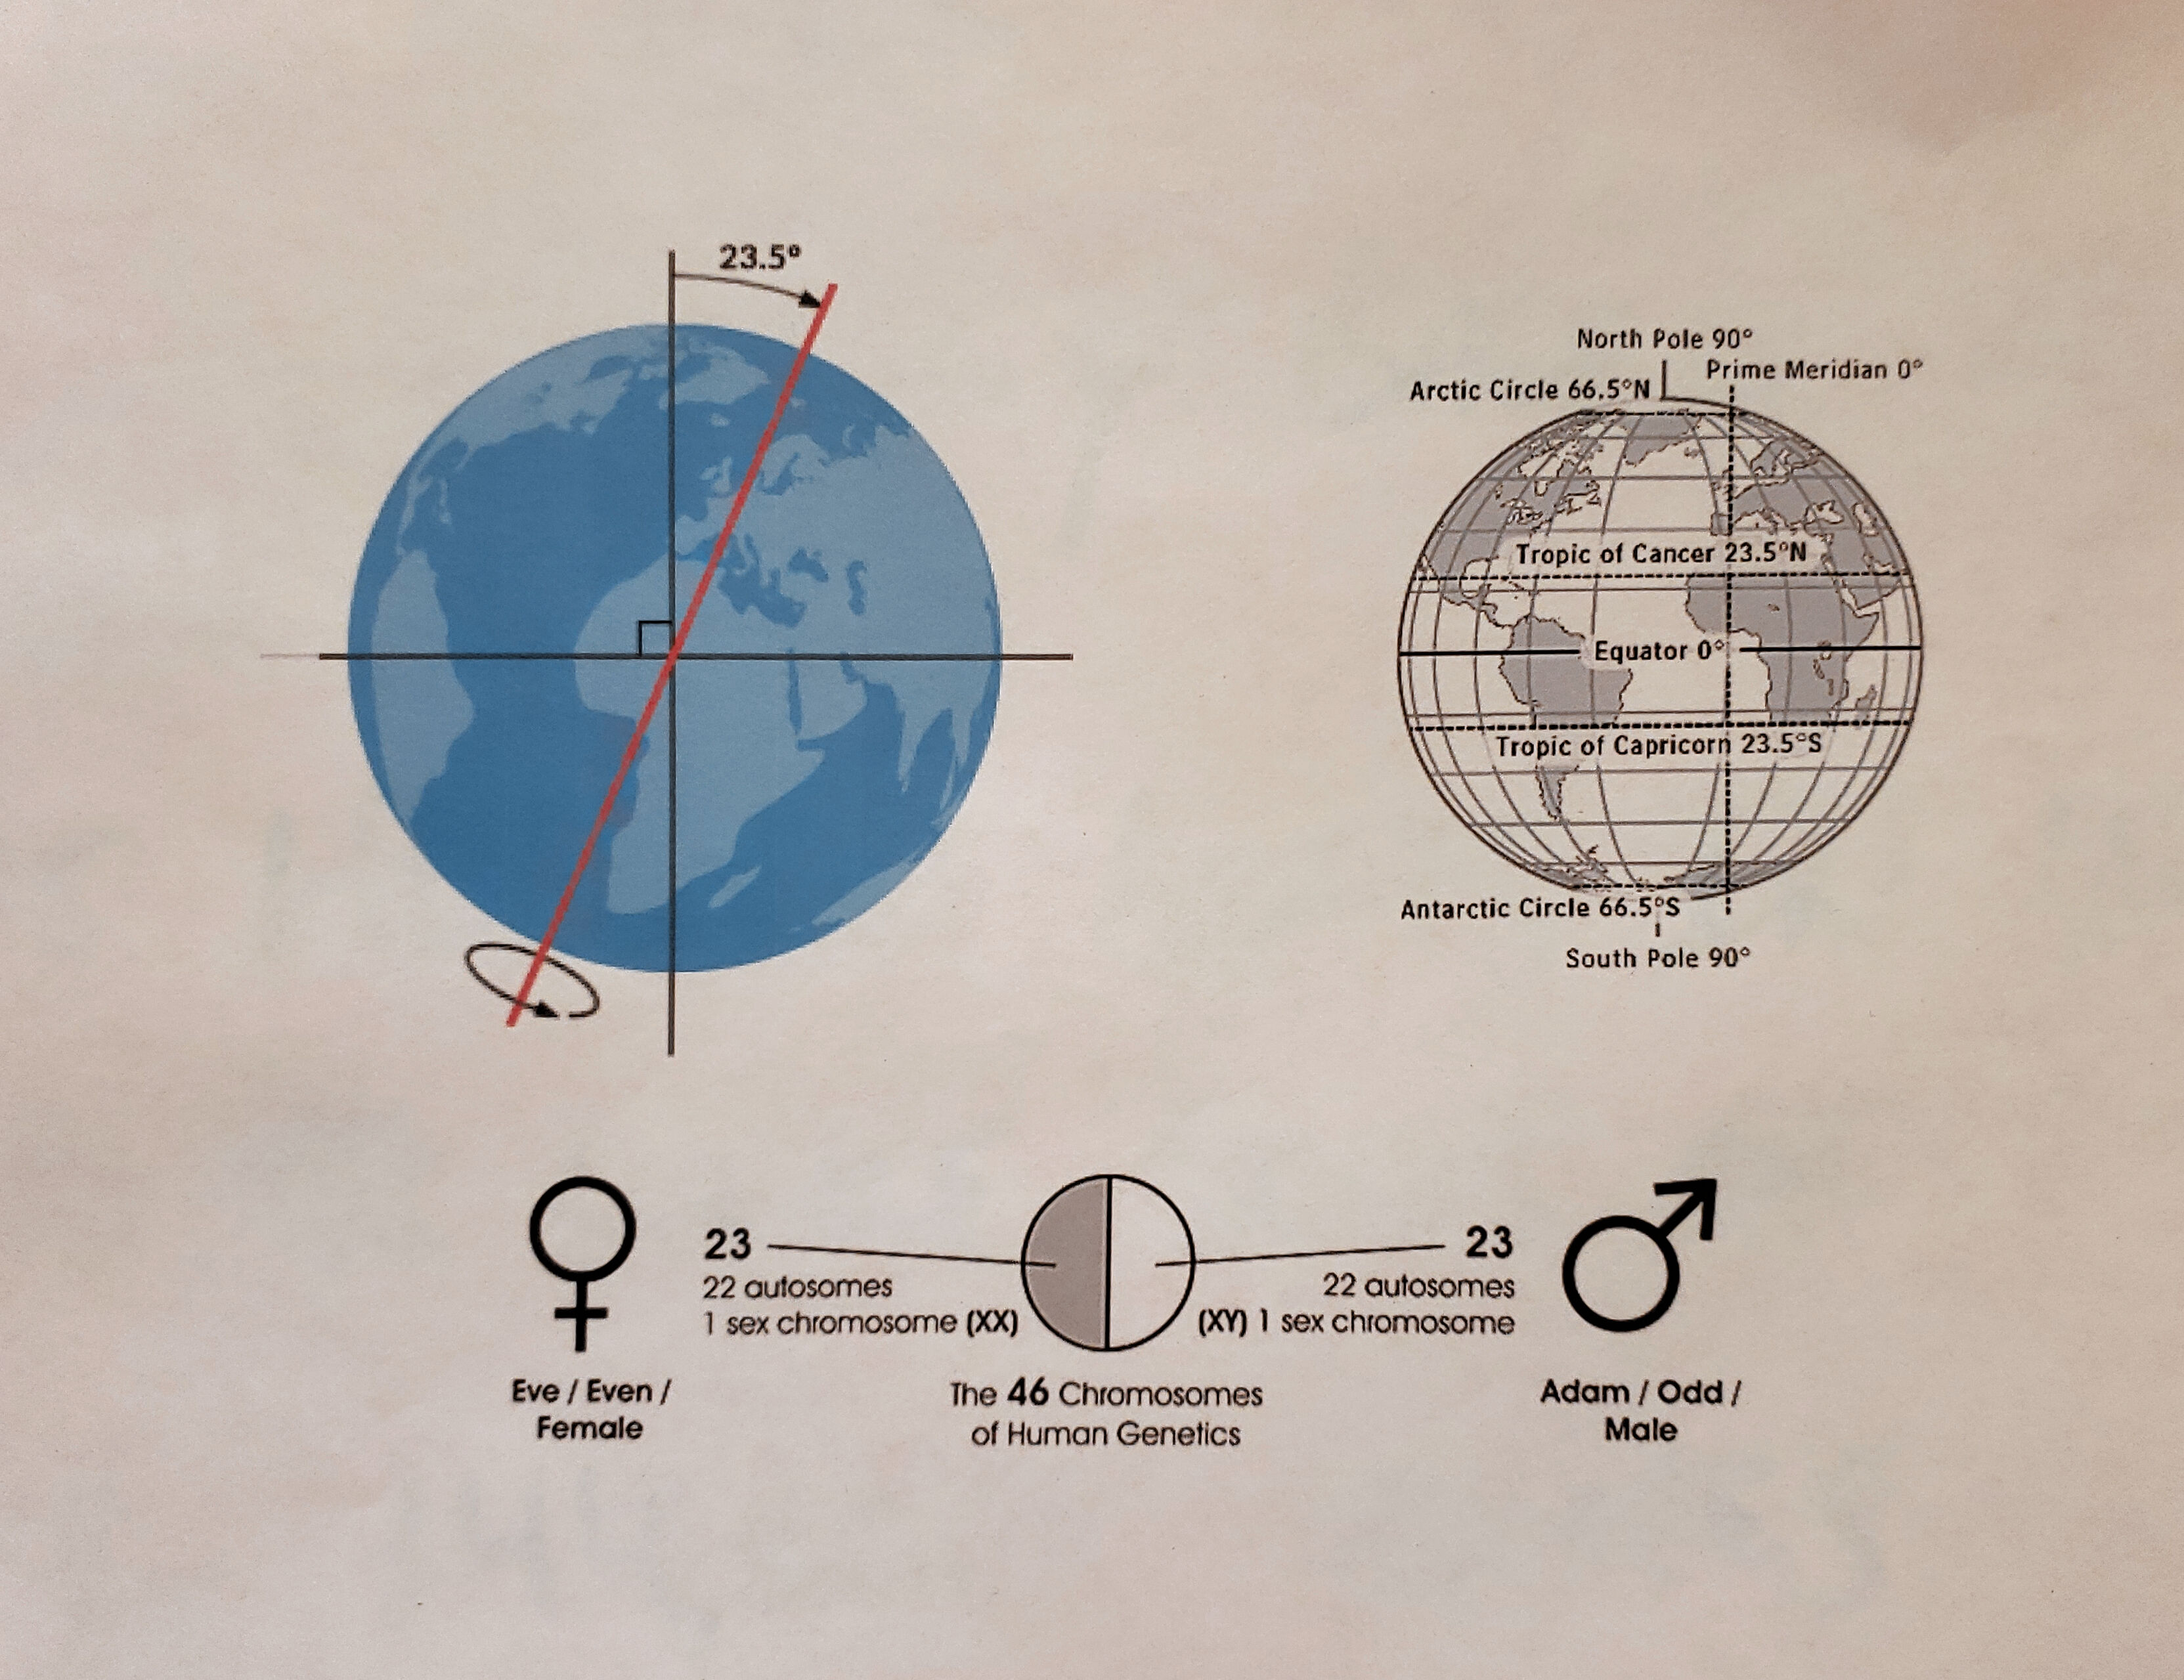 23.5°
North Pole 90°
Prime Meridian 0°
Arctic Circle 66.5°N
Tropic of Cancer 23.5°N
Equator 0°
Tropic of Capricorn 23.5°S
Antarctic Circle 66.5°S
South Pole 90°
23
22 autosomes
1 sex chromosome (XX)
Eve / Even /
Female
The 46 Chromosomes
of Human Genetics
23
22 autosomes
(XY) 1 sex chromosome
Adam / Odd /
Male